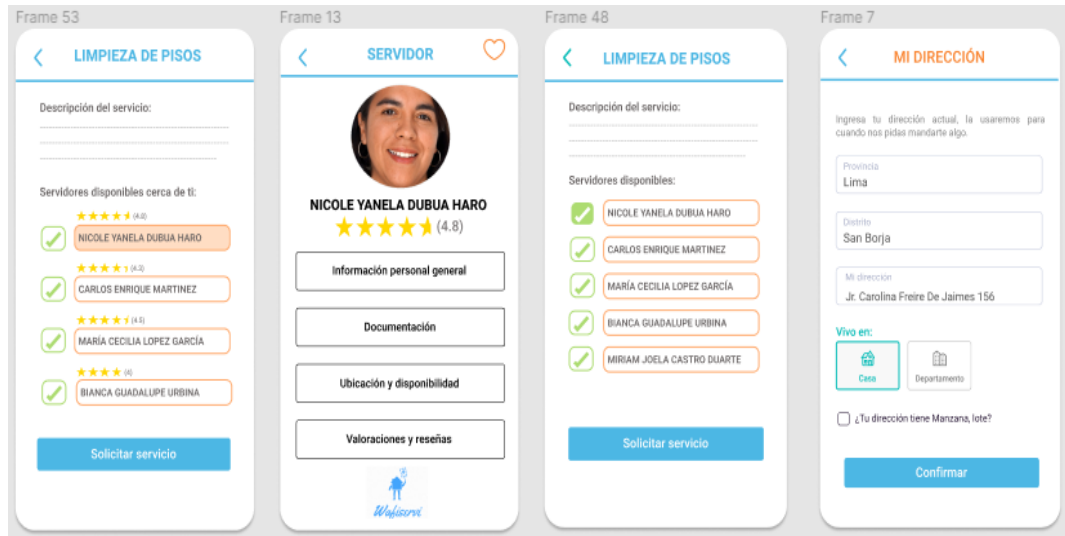 Frame 53
LIMPIEZA DE PISOS
Descripción del servicio:
Servidores disponibles cerca de ti:
(4.8)
NICOLE YANELA DUBUA HARO
(4.3)
CARLOS ENRIQUE MARTINEZ
(4.5)
MARÍA CECILIA LOPEZ GARCÍA
(4)
BIANCA GUADALUPE URBINA
Solicitar servicio
Frame 13
SERVIDOR
NICOLE YANELA DUBUA HARO
(4.8)
Información personal general
Documentación
Ubicación y disponibilidad
Valoraciones y reseñas
Wafiservi
Frame 48
LIMPIEZA DE PISOS
Descripción del servicio:
Servidores disponibles:
NICOLE YANELA DUBUA HARO
CARLOS ENRIQUE MARTINEZ
MARÍA CECILIA LOPEZ GARCÍA
BIANCA GUADALUPE URBINA
MIRIAM JOELA CASTRO DUARTE
Solicitar servicio
Frame 7
MI DIRECCIÓN
Ingresa tu dirección actual, la usaremos para
cuando nos pidas mandarte algo.
Provincia
Lima
Distrito
San Borja
Mi dirección
Jr. Carolina Freire De Jaimes 156
Vivo en:
Casa
Departamento
¿Tu dirección tiene Manzana, lote?
Confirmar